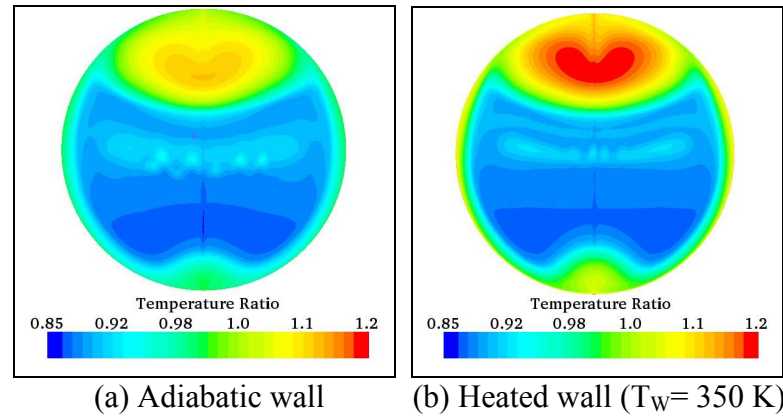 Temperature Ratio
0.85 0.92 0.98 1.0 1.1 1.2
(a) Adiabatic wall
Temperature Ratio
0.85 0.92 0.98 1.0 1.1 1.2
(b) Heated wall (TW= 350 K)